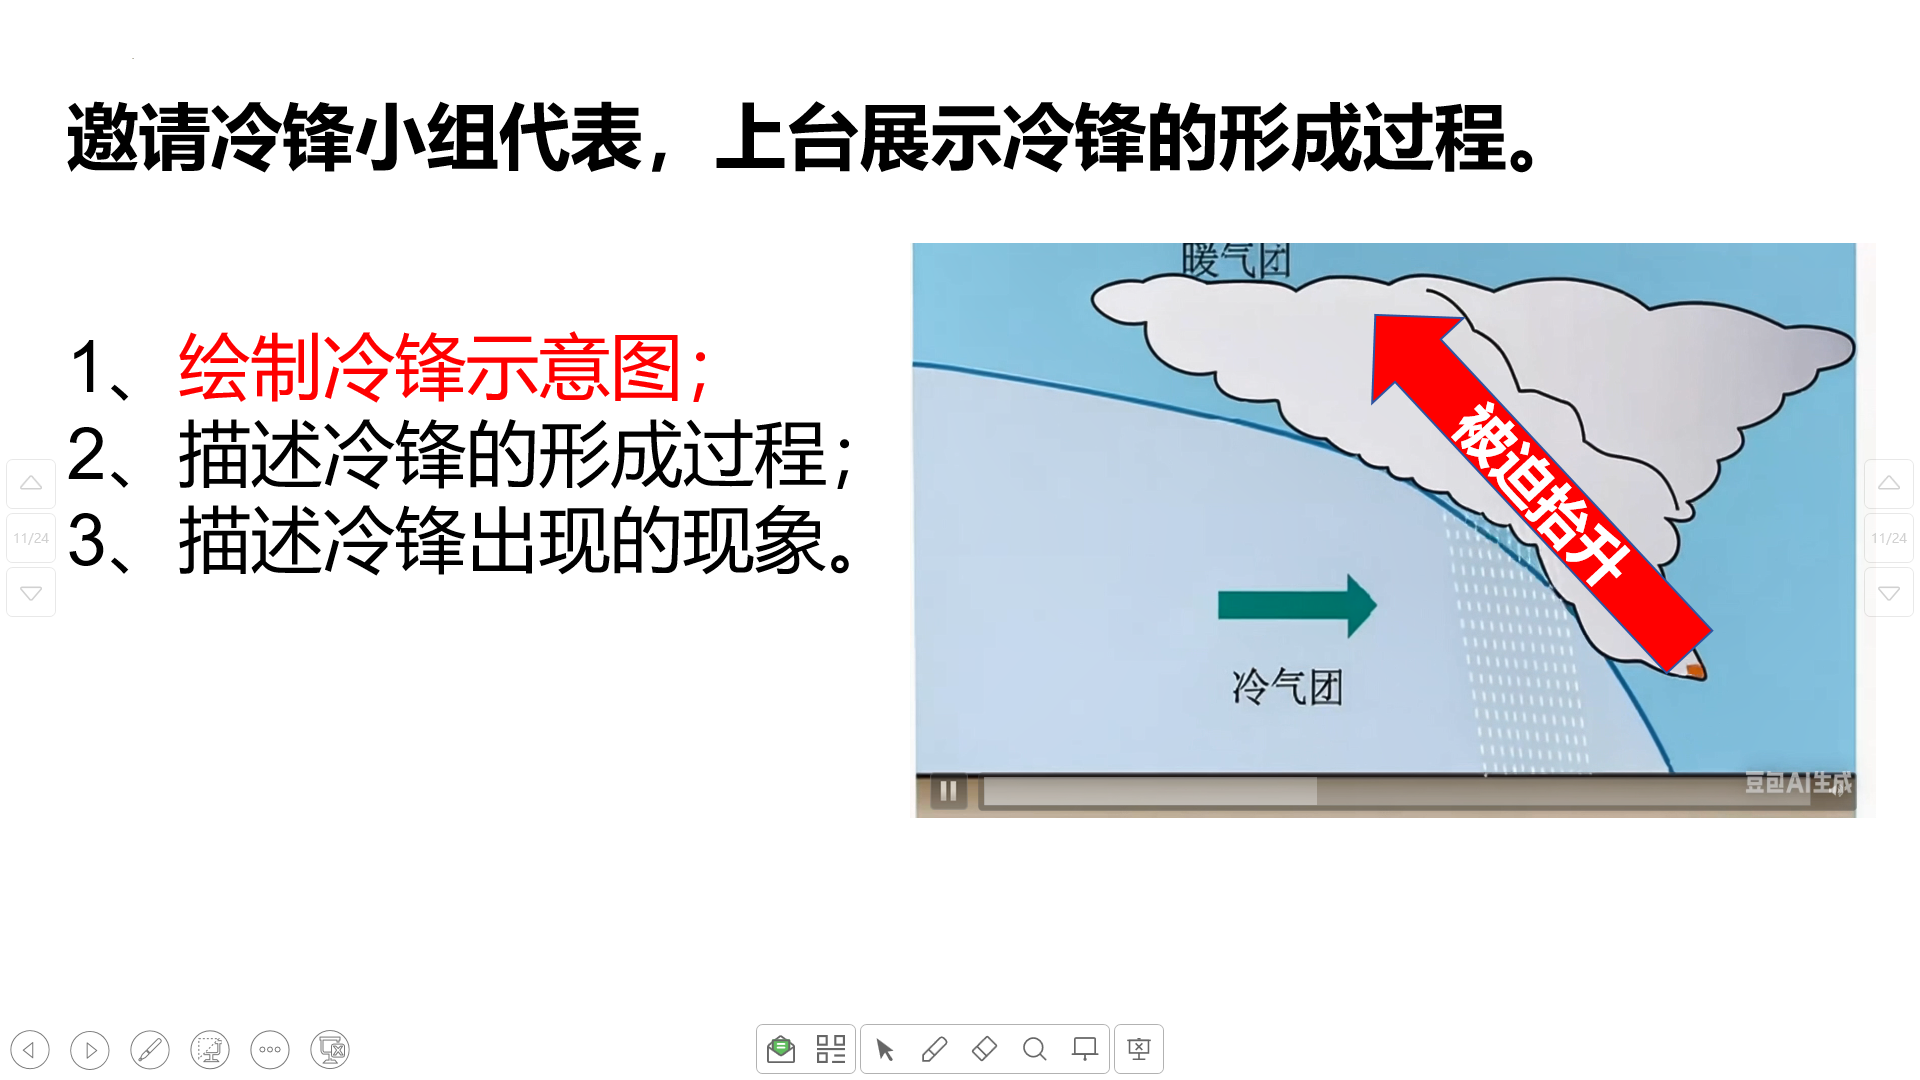 邀请冷锋小组代表，上台展示冷锋的形成过程。
1、绘制冷锋示意图；
2、描述冷锋的形成过程；
3、描述冷锋出现的现象。
暖气团
被迫抬升
冷气团
豆包AI生成
11/24
11/24